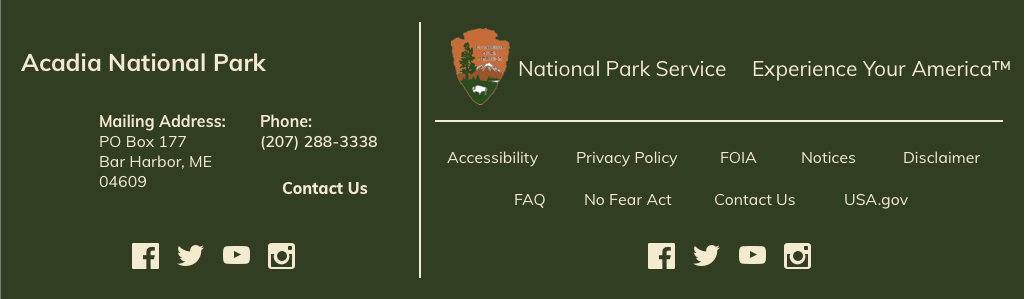 Acadia National Park
Mailing Address:
PO Box 177
Bar Harbor, ME
04609
Phone:
(207) 288-3338
Contact Us
National Park Service
Experience Your America™
Accessibility Privacy Policy FOIA Notices Disclaimer
FAQ No Fear Act Contact Us USA.gov